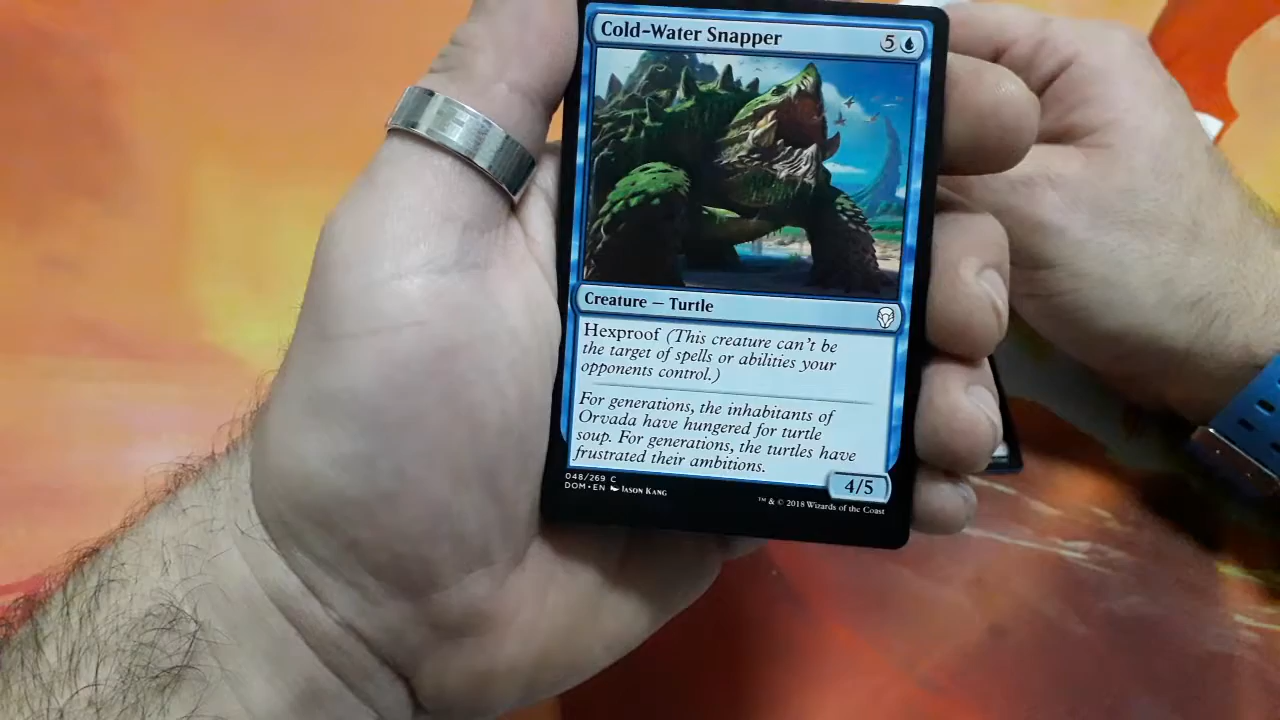 Cold-Water Snapper 5
Creature — Turtle
Hexproof (This creature can't be
the target of spells or abilities your
opponents control.)
For generations, the inhabitants of
Orvada have hungered for turtle
soup. For generations, the turtles have
frustrated their ambitions.
4/5
048/269 C
DOM • EN Jason Kang
™ & © 2018 Wizards of the Coast